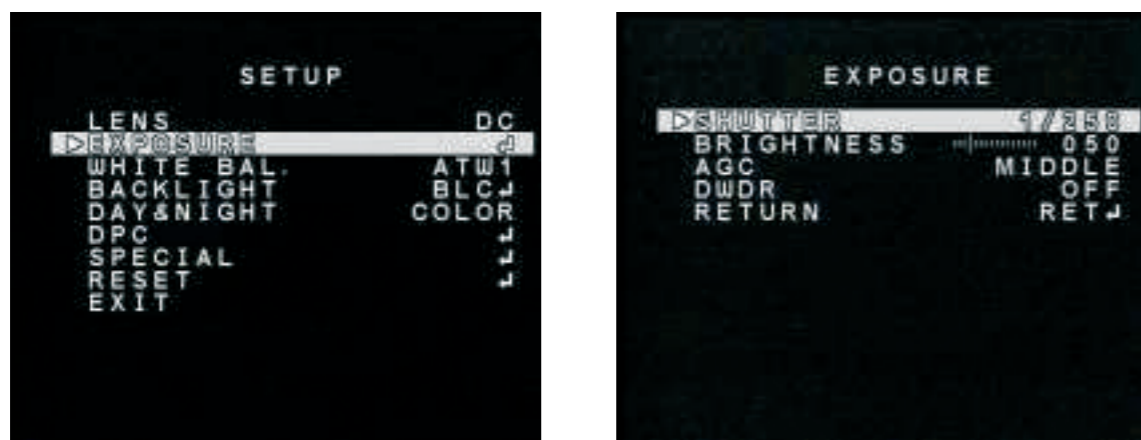 SETUP
LENS DC
▷EXPOSURE ↲
WHITE BAL. ATW1
BACKLIGHT BLC↲
DAY&NIGHT COLOR
DPC ↲
SPECIAL ↲
RESET ↲
EXIT
EXPOSURE
▷SHUTTER 1/250
BRIGHTNESS 050
AGC MIDDLE
DWDR OFF
RETURN RET↲